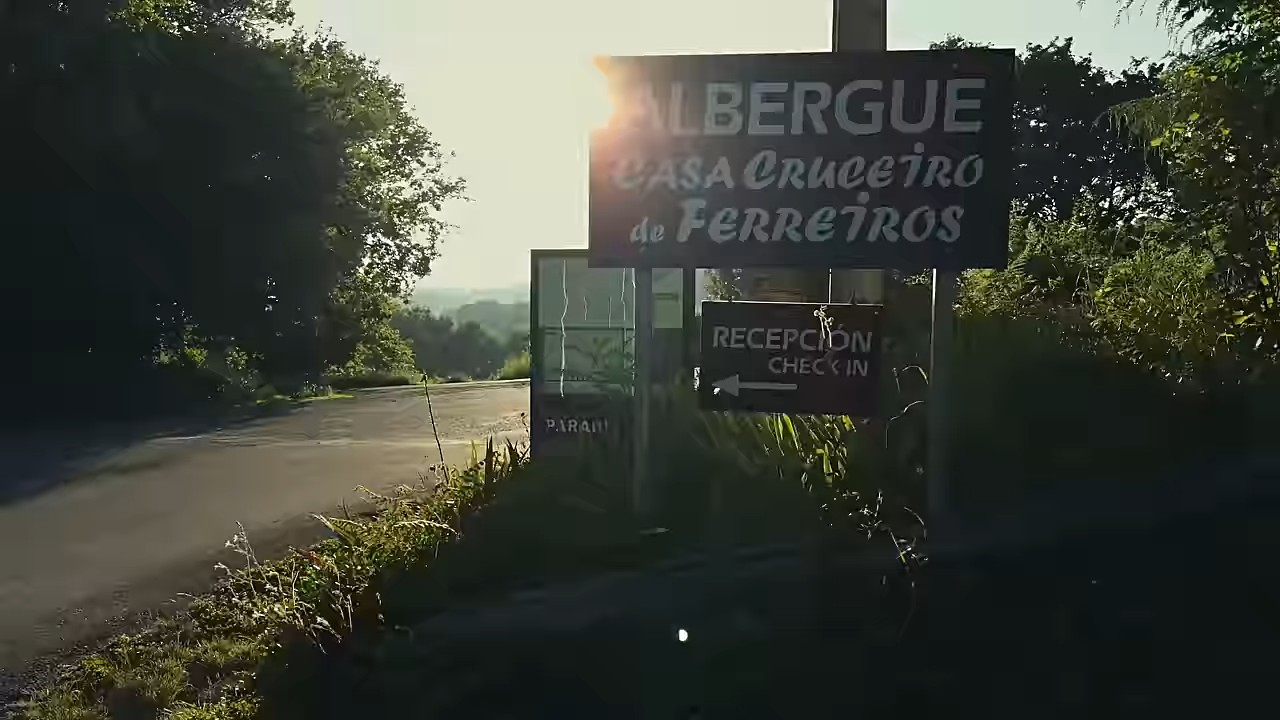 ALBERGUE
CASA CRUCEIRO
de FERREIROS
RECEPCIÓN
CHECK IN